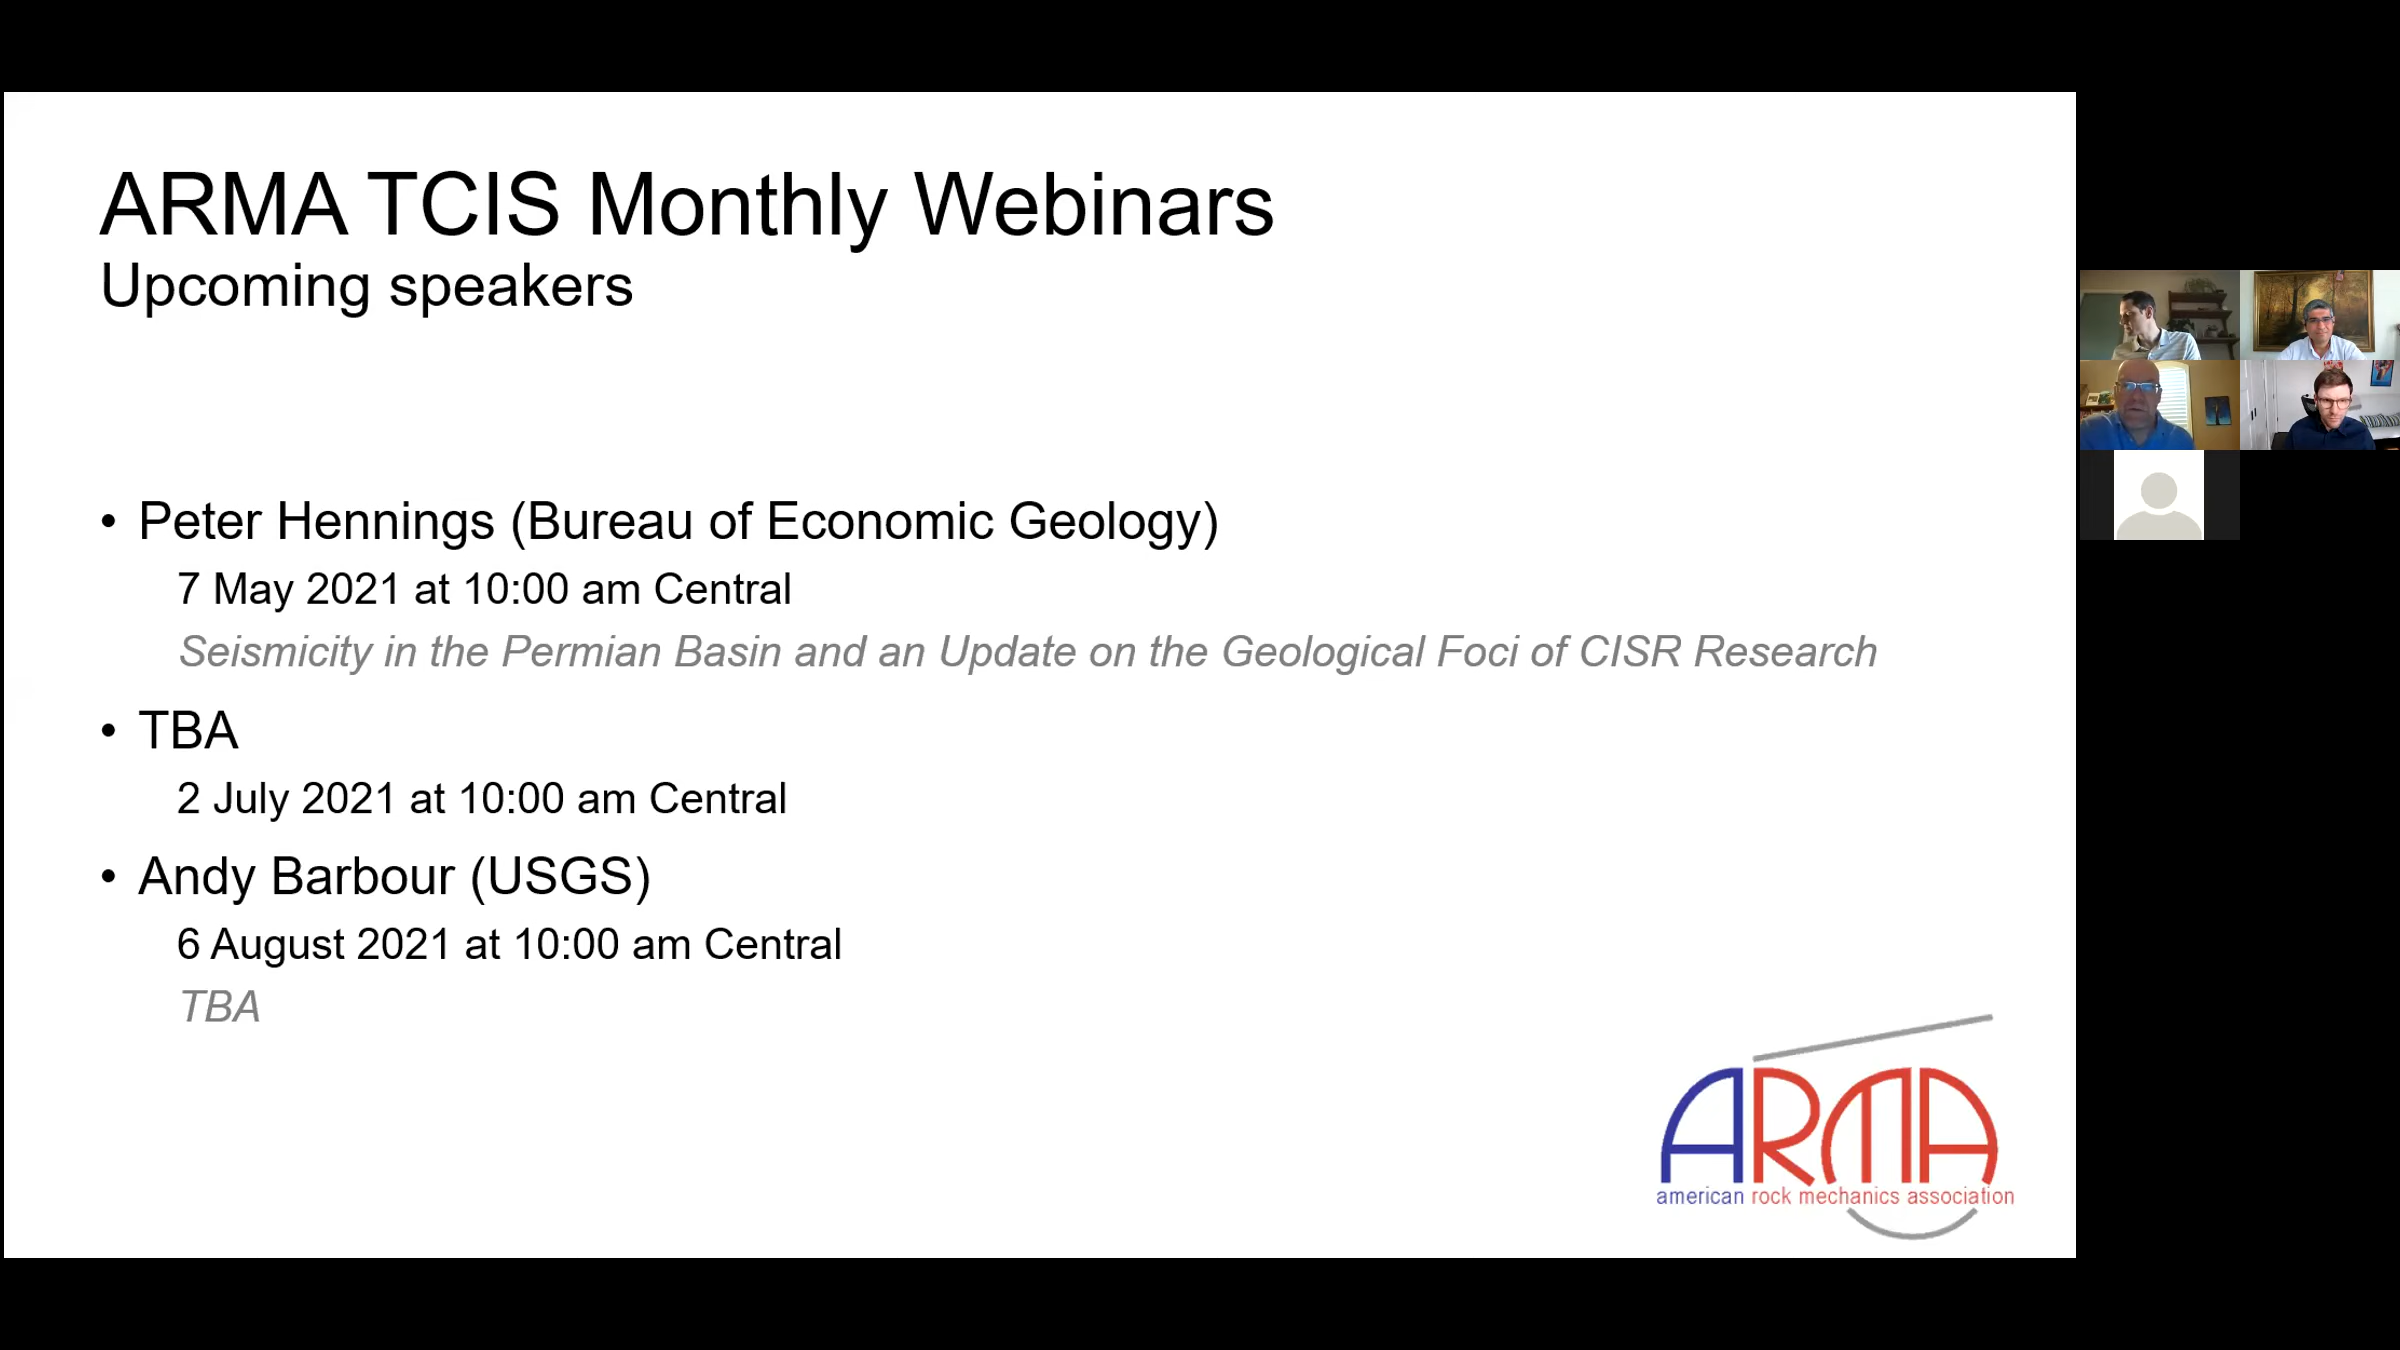 ARMA TCIS Monthly Webinars
Upcoming speakers
• Peter Hennings (Bureau of Economic Geology)
7 May 2021 at 10:00 am Central
Seismicity in the Permian Basin and an Update on the Geological Foci of CISR Research
• TBA
2 July 2021 at 10:00 am Central
• Andy Barbour (USGS)
6 August 2021 at 10:00 am Central
TBA
ARMA
american rock mechanics association